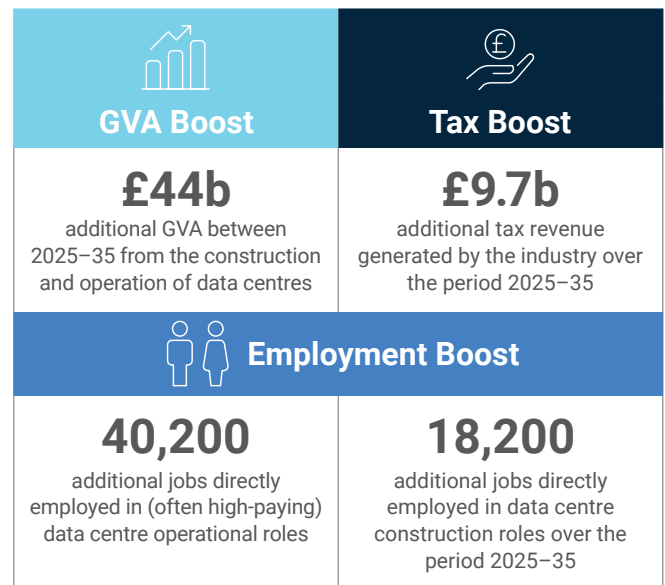 GVA Boost
Tax Boost
£44b
additional GVA between
2025–35 from the construction
and operation of data centres
£
£9.7b
additional tax revenue
generated by the industry over
the period 2025–35
Employment Boost
40,200
additional jobs directly
employed in (often high-paying)
data centre operational roles
18,200
additional jobs directly
employed in data centre
construction roles over the
period 2025–35